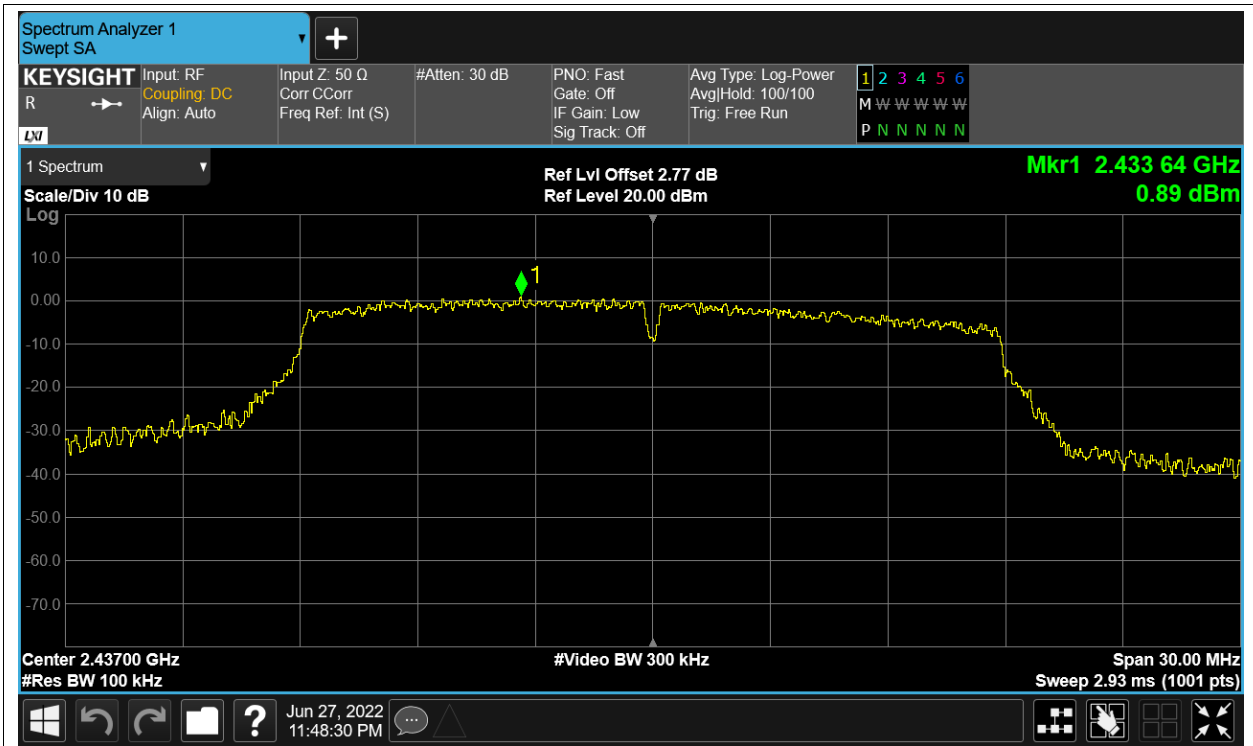 Spectrum Analyzer 1
Swept SA
KEYSIGHT
R
LXI
Input: RF
Coupling: DC
Align: Auto
Input Z: 50 Ω
Corr CCorr
Freq Ref: Int (S)
#Atten: 30 dB
PNO: Fast
Gate: Off
IF Gain: Low
Sig Track: Off
Avg Type: Log-Power
Avg|Hold: 100/100
Trig: Free Run
1 2 3 4 5 6
M W W W W W
P N N N N N
1 Spectrum
Scale/Div 10 dB
Log
Ref Lvl Offset 2.77 dB
Ref Level 20.00 dBm
Mkr1 2.433 64 GHz
0.89 dBm
10.0
1
0.00
-10.0
-20.0
-30.0
-40.0
-50.0
-60.0
-70.0
Center 2.43700 GHz
#Res BW 100 kHz
#Video BW 300 kHz
Span 30.00 MHz
Sweep 2.93 ms (1001 pts)
?
Jun 27, 2022
11:48:30 PM